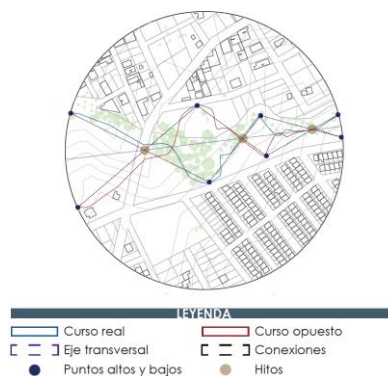 LEYENDA
Curso real Curso opuesto
Eje transversal Conexiones
Puntos altos y bajos Hitos